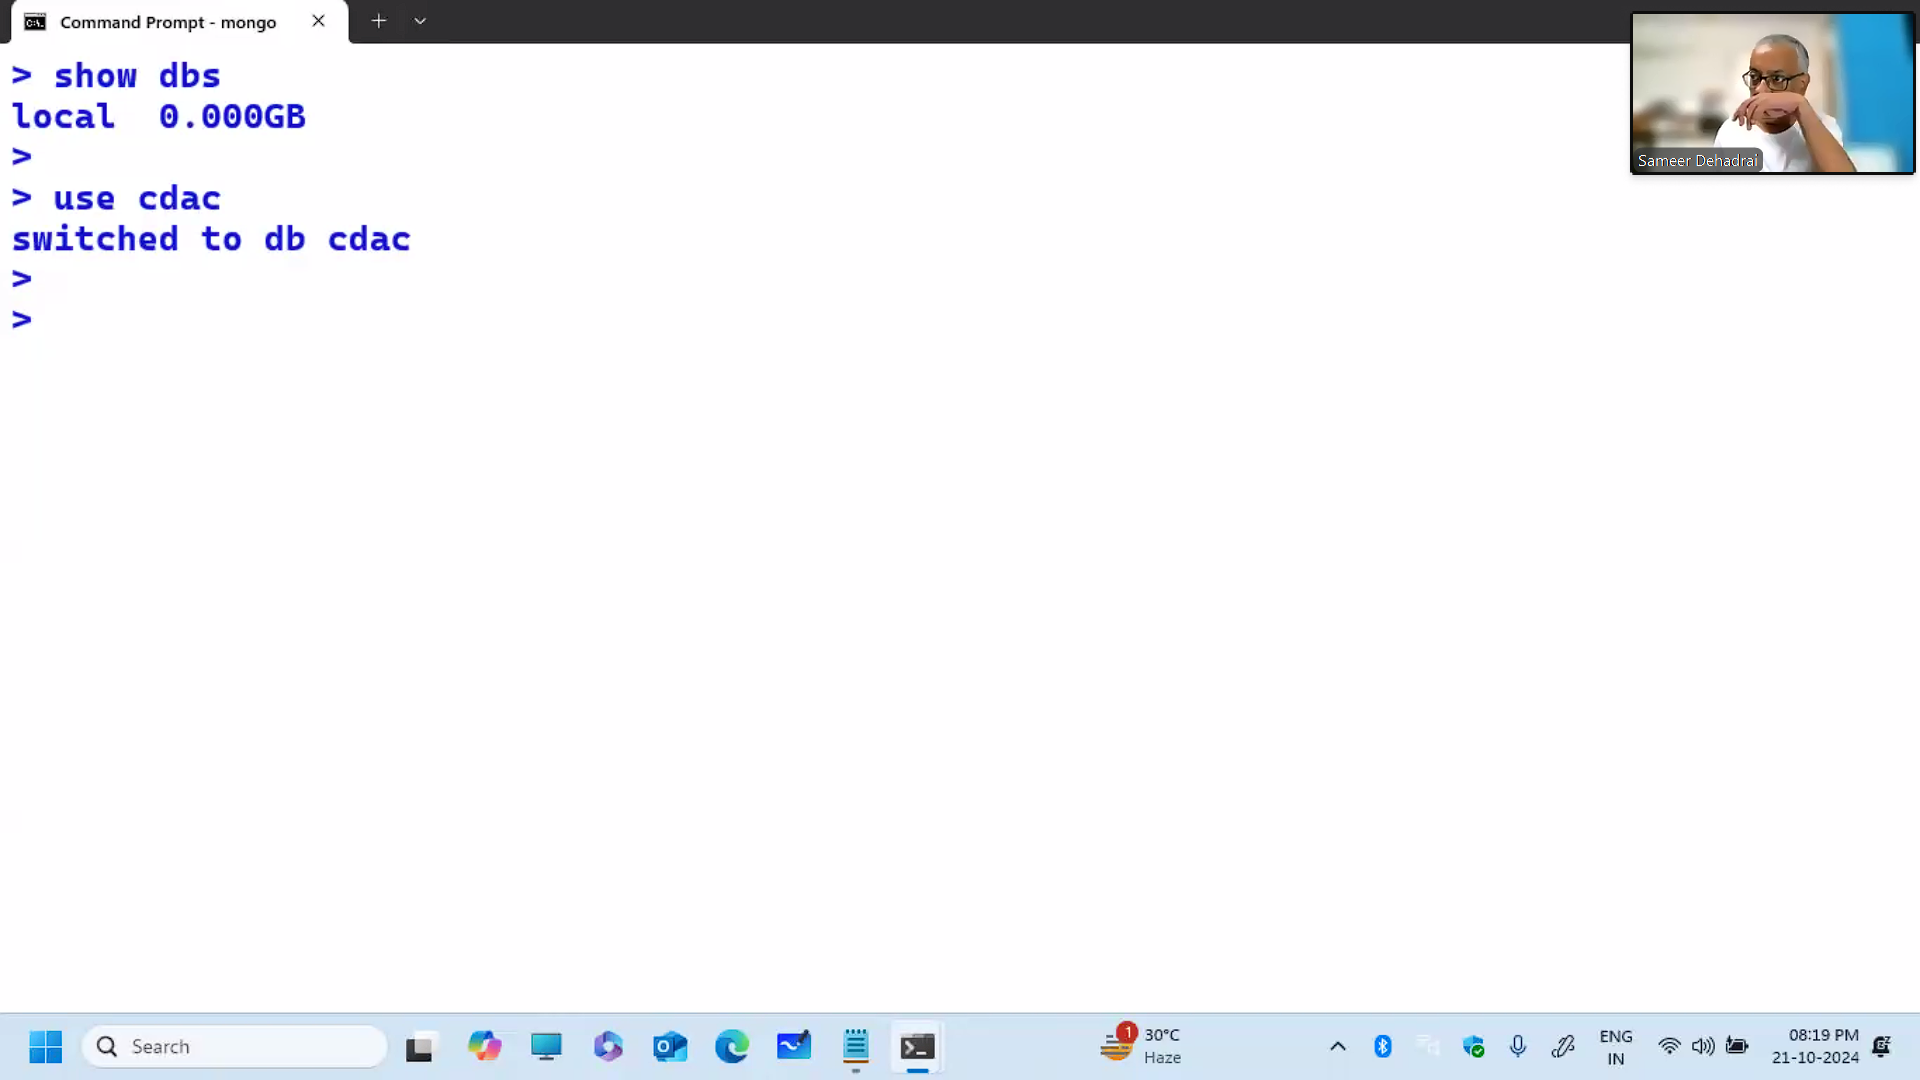 Command Prompt - mongo
> show dbs
local  0.000GB
>
> use cdac
switched to db cdac
>
>
Sameer Dehadrai
Search
1
30°C
Haze
ENG
IN
08:19 PM
21-10-2024